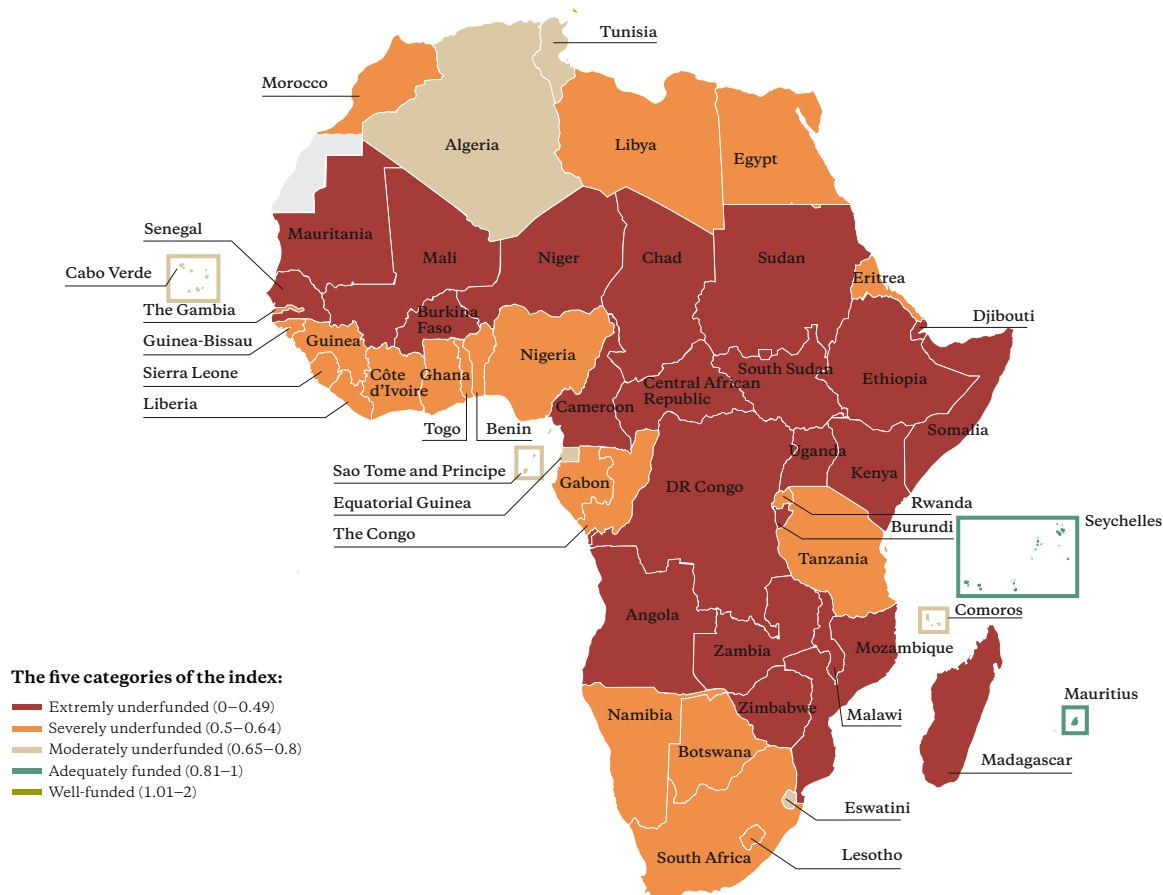 Tunisia
Morocco
Algeria
Libya
Egypt
Senegal
Mauritania
Mali
Niger
Chad
Sudan
Cabo Verde
Eritrea
The Gambia
Burkina
Faso
Djibouti
Guinea-Bissau
Guinea
Nigeria
Sierra Leone
Côte
d’Ivoire
Ghana
South Sudan
Ethiopia
Central African
Republic
Liberia
Cameroon
Togo
Benin
Somalia
Uganda
Kenya
Sao Tome and Principe
Gabon
DR Congo
Equatorial Guinea
Rwanda
The Congo
Burundi
Seychelles
Tanzania
Angola
Comoros
Zambia
Mozambique
The five categories of the index:
Extremly underfunded (0–0.49)
Severely underfunded (0.5–0.64)
Moderately underfunded (0.65–0.8)
Adequately funded (0.81–1)
Well-funded (1.01–2)
Mauritius
Namibia
Zimbabwe
Malawi
Botswana
Madagascar
Eswatini
South Africa
Lesotho